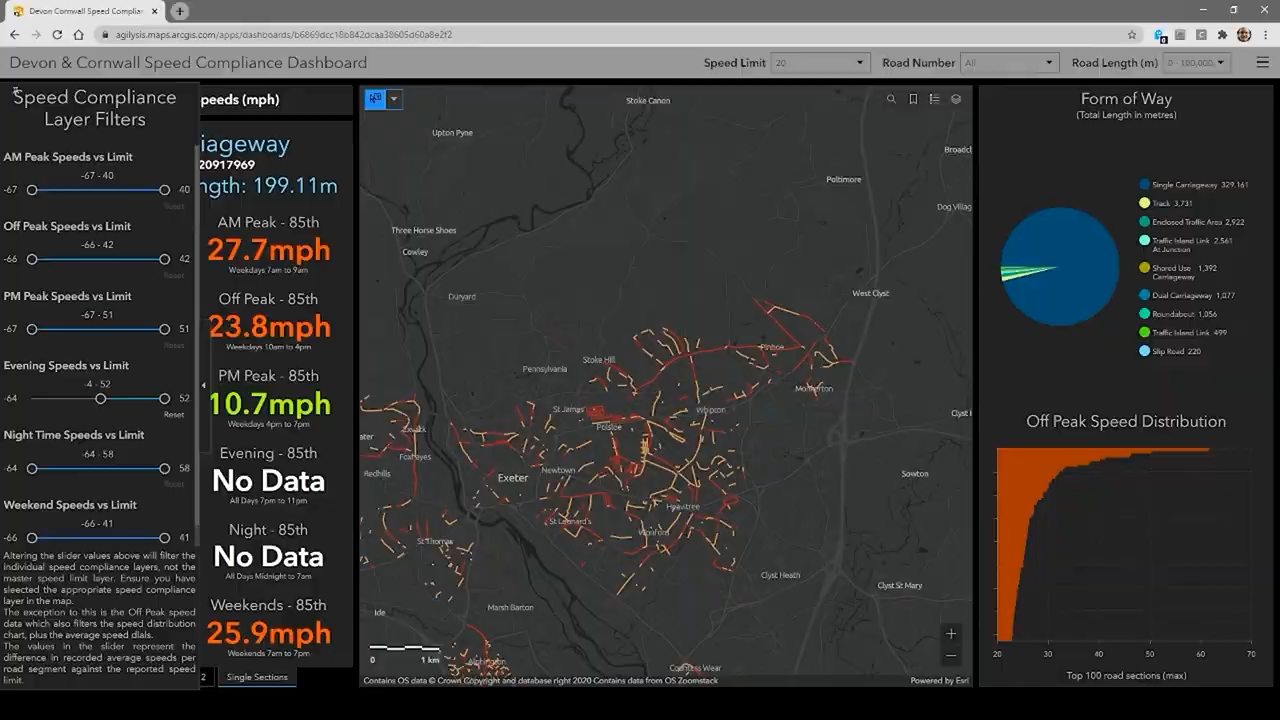 Devon Cornwall Speed Complian
agilysis.maps.arcgis.com/apps/dashboards/b6869dcc18b842dcaa38605d60a8e2f2
Devon & Cornwall Speed Compliance Dashboard
Speed Limit
20
Road Number
All
Road Length (m)
0 - 100,000,
Speed Compliance
Layer Filters
AM Peak Speeds vs Limit
-67 - 40
-67
40
Reset
Off Peak Speeds vs Limit
-66 - 42
-66
42
Reset
PM Peak Speeds vs Limit
-67 - 51
-67
51
Reset
Evening Speeds vs Limit
-4 - 52
-64
52
Reset
Night Time Speeds vs Limit
-64 - 58
-64
58
Reset
Weekend Speeds vs Limit
-66 - 41
-66
41
Altering the slider values above will filter the
individual speed compliance layers, not the
master speed limit layer. Ensure you have
slelected the appropriate speed compliance
layer in the map.
The exception to this is the Off Peak speed
data which also filters the speed distribution
chart, plus the average speed dials.
The values in the slider represent the
difference in recorded average speeds per
road segment against the reported speed
limit.
peeds (mph)
iageway
20917969
ngth: 199.11m
AM Peak - 85th
27.7mph
Weekdays 7am to 9am
Off Peak - 85th
23.8mph
Weekdays 10am to 4pm
PM Peak - 85th
10.7mph
Weekdays 4pm to 7pm
Evening - 85th
No Data
All Days 7pm to 11pm
Night - 85th
No Data
All Days Midnight to 7am
Weekends - 85th
25.9mph
Weekends 7am to 7pm
2
Single Sections
Stoke Canon
Upton Pyne
Broadcl
Poltimore
Dog Villag
Three Horse Shoes
Cowley
West Clyst
Duryard
Pinhoe
Stoke Hill
Pennsylvania
Monkerton
St James
Whipton
Clyst H
Polsloe
Exwick
ater
Foxhayes
Redhills
Newtown
Sowton
Exeter
Heavitree
St Leonard's
Wonford
St Thomas
Clyst Heath
Clyst St Mary
Marsh Barton
Ide
Alphington
Countess Wear
0
1 km
Contains OS data © Crown Copyright and database right 2020 Contains data from OS Zoomstack
Powered by Esri
Form of Way
(Total Length in metres)
Single Carriageway 329,161
Track 3,731
Enclosed Traffic Area 2,922
Traffic Island Link 2,561
At Junction
Shared Use 1,392
Carriageway
Dual Carriageway 1,077
Roundabout 1,056
Traffic Island Link 499
Slip Road 220
Off Peak Speed Distribution
20 30 40 50 60 70
Top 100 road sections (max)